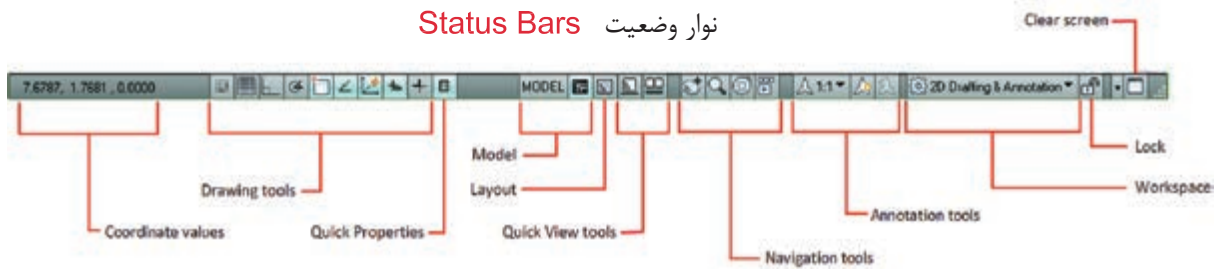 نوار وضعیت Status Bars
Clear screen
7.6787, 1.7681, 0.0000 MODEL 1:1 2D Drafting & Annotation
Model
Lock
Drawing tools
Layout
Workspace
Coordinate values
Quick Properties
Quick View tools
Annotation tools
Navigation tools